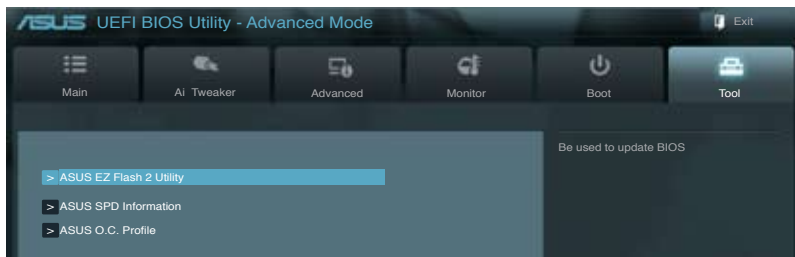 ASUS UEFI BIOS Utility - Advanced Mode
Exit
Main
Ai Tweaker
Advanced
Monitor
Boot
Tool
Be used to update BIOS
> ASUS EZ Flash 2 Utility
> ASUS SPD Information
> ASUS O.C. Profile